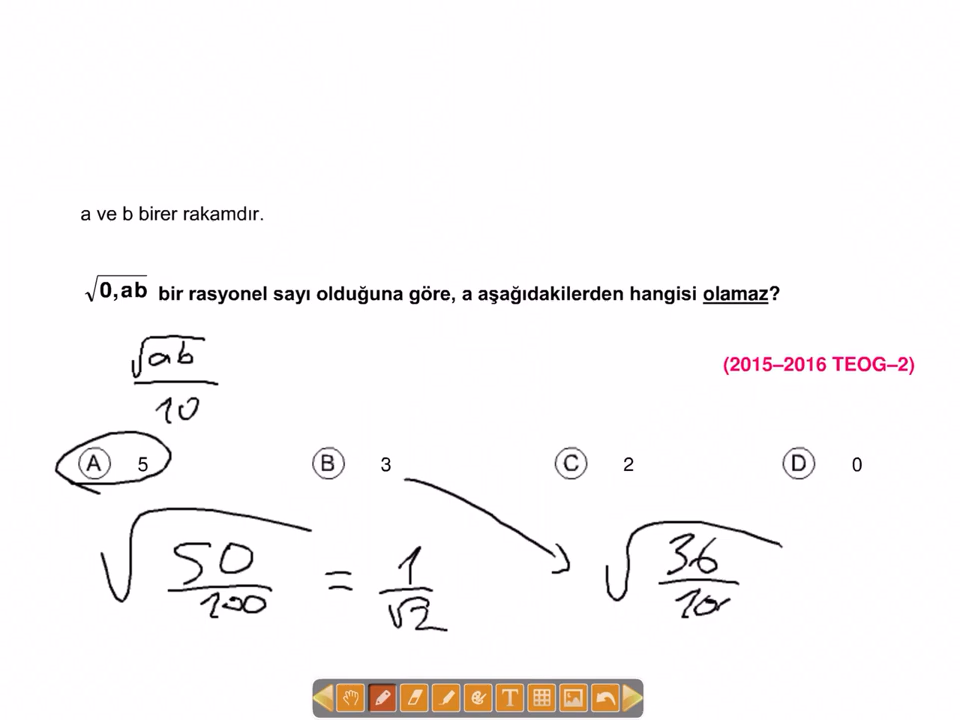 a ve b birer rakamdır.
√0,ab bir rasyonel sayı olduğuna göre, a aşağıdakilerden hangisi olamaz?
√ab
10
(2015–2016 TEOG–2)
A 5 B 3 C 2 D 0
√50/100 = 1/√2 √36/10
T